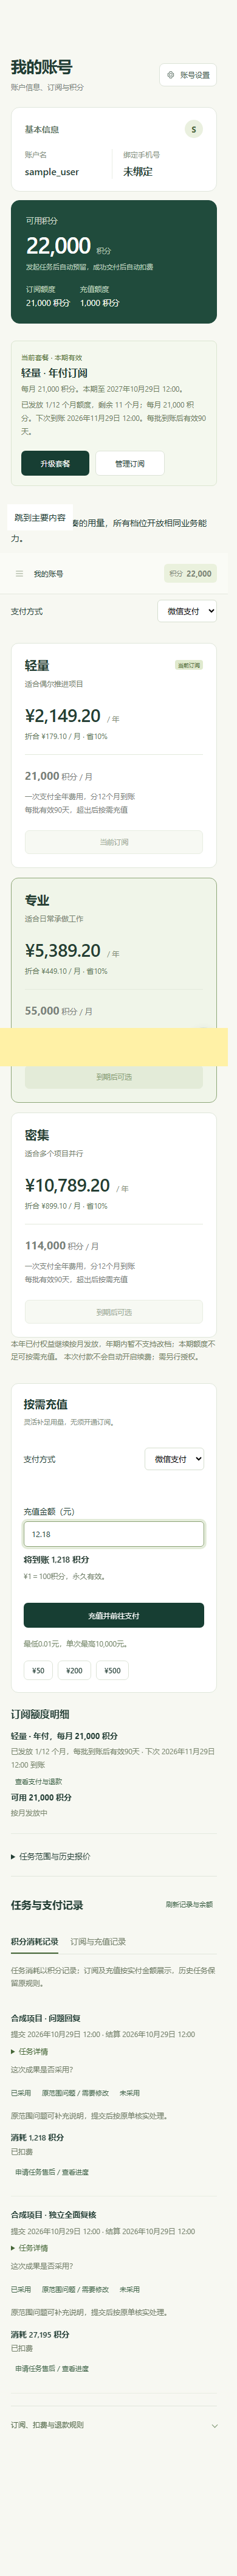 我的账号
账户信息、订阅与积分
账号设置
基本信息
S
账户名
绑定手机号
sample_user
未绑定
可用积分
22,000 积分
发起任务后自动预留，成功交付后自动扣费
订阅额度
充值额度
21,000 积分
1,000 积分
当前套餐 · 本期有效
轻量 · 年付订阅
每月 21,000 积分。本期至 2027年10月29日 12:00。
已发放 1/12 个月额度，剩余 11 个月；每月 21,000 积
分。下次到账 2026年11月29日 12:00。每批到账后有效90
天。
升级套餐
管理订阅
跳到主要内容
奏的用量，所有档位开放相同业务能
力。
我的账号
积分 22,000
支付方式
微信支付
轻量
当前订阅
适合偶尔推进项目
¥2,149.20 / 年
折合 ¥179.10 / 月 · 省10%
21,000 积分 / 月
一次支付全年费用，分12个月到账
每批有效90天，超出后按需充值
当前订阅
专业
适合日常承做工作
¥5,389.20 / 年
折合 ¥449.10 / 月 · 省10%
55,000 积分 / 月
到期后可选
密集
适合多个项目并行
¥10,789.20 / 年
折合 ¥899.10 / 月 · 省10%
114,000 积分 / 月
一次支付全年费用，分12个月到账
每批有效90天，超出后按需充值
到期后可选
本年已付权益继续按月发放，年期内暂不支持改档；本期额度不
足可按需充值。 本次付款不会自动开启续费；需另行授权。
按需充值
灵活补足用量，无须开通订阅。
支付方式
微信支付
充值金额（元）
12.18
将到账 1,218 积分
¥1 = 100积分，永久有效。
充值并前往支付
最低0.01元，单次最高10,000元。
¥50
¥200
¥500
订阅额度明细
轻量 · 年付，每月 21,000 积分
已发放 1/12 个月，每批到账后有效90天 · 下次 2026年11月29日
12:00 到账
查看支付与退款
可用 21,000 积分
按月发放中
任务范围与历史报价
任务与支付记录
刷新记录与余额
积分消耗记录
订阅与充值记录
任务消耗以积分记录；订阅及充值按实付金额展示，历史任务保
留原规则。
合成项目 · 问题回复
提交 2026年10月29日 12:00 · 结算 2026年10月29日 12:00
任务详情
这次成果是否采用？
已采用
原范围问题 / 需要修改
未采用
原范围问题可补充说明，提交后按原单核实处理。
消耗 1,218 积分
已扣费
申请任务售后 / 查看进度
合成项目 · 独立全面复核
提交 2026年10月29日 12:00 · 结算 2026年10月29日 12:00
任务详情
这次成果是否采用？
已采用
原范围问题 / 需要修改
未采用
原范围问题可补充说明，提交后按原单核实处理。
消耗 27,195 积分
已扣费
申请任务售后 / 查看进度
订阅、扣费与退款规则